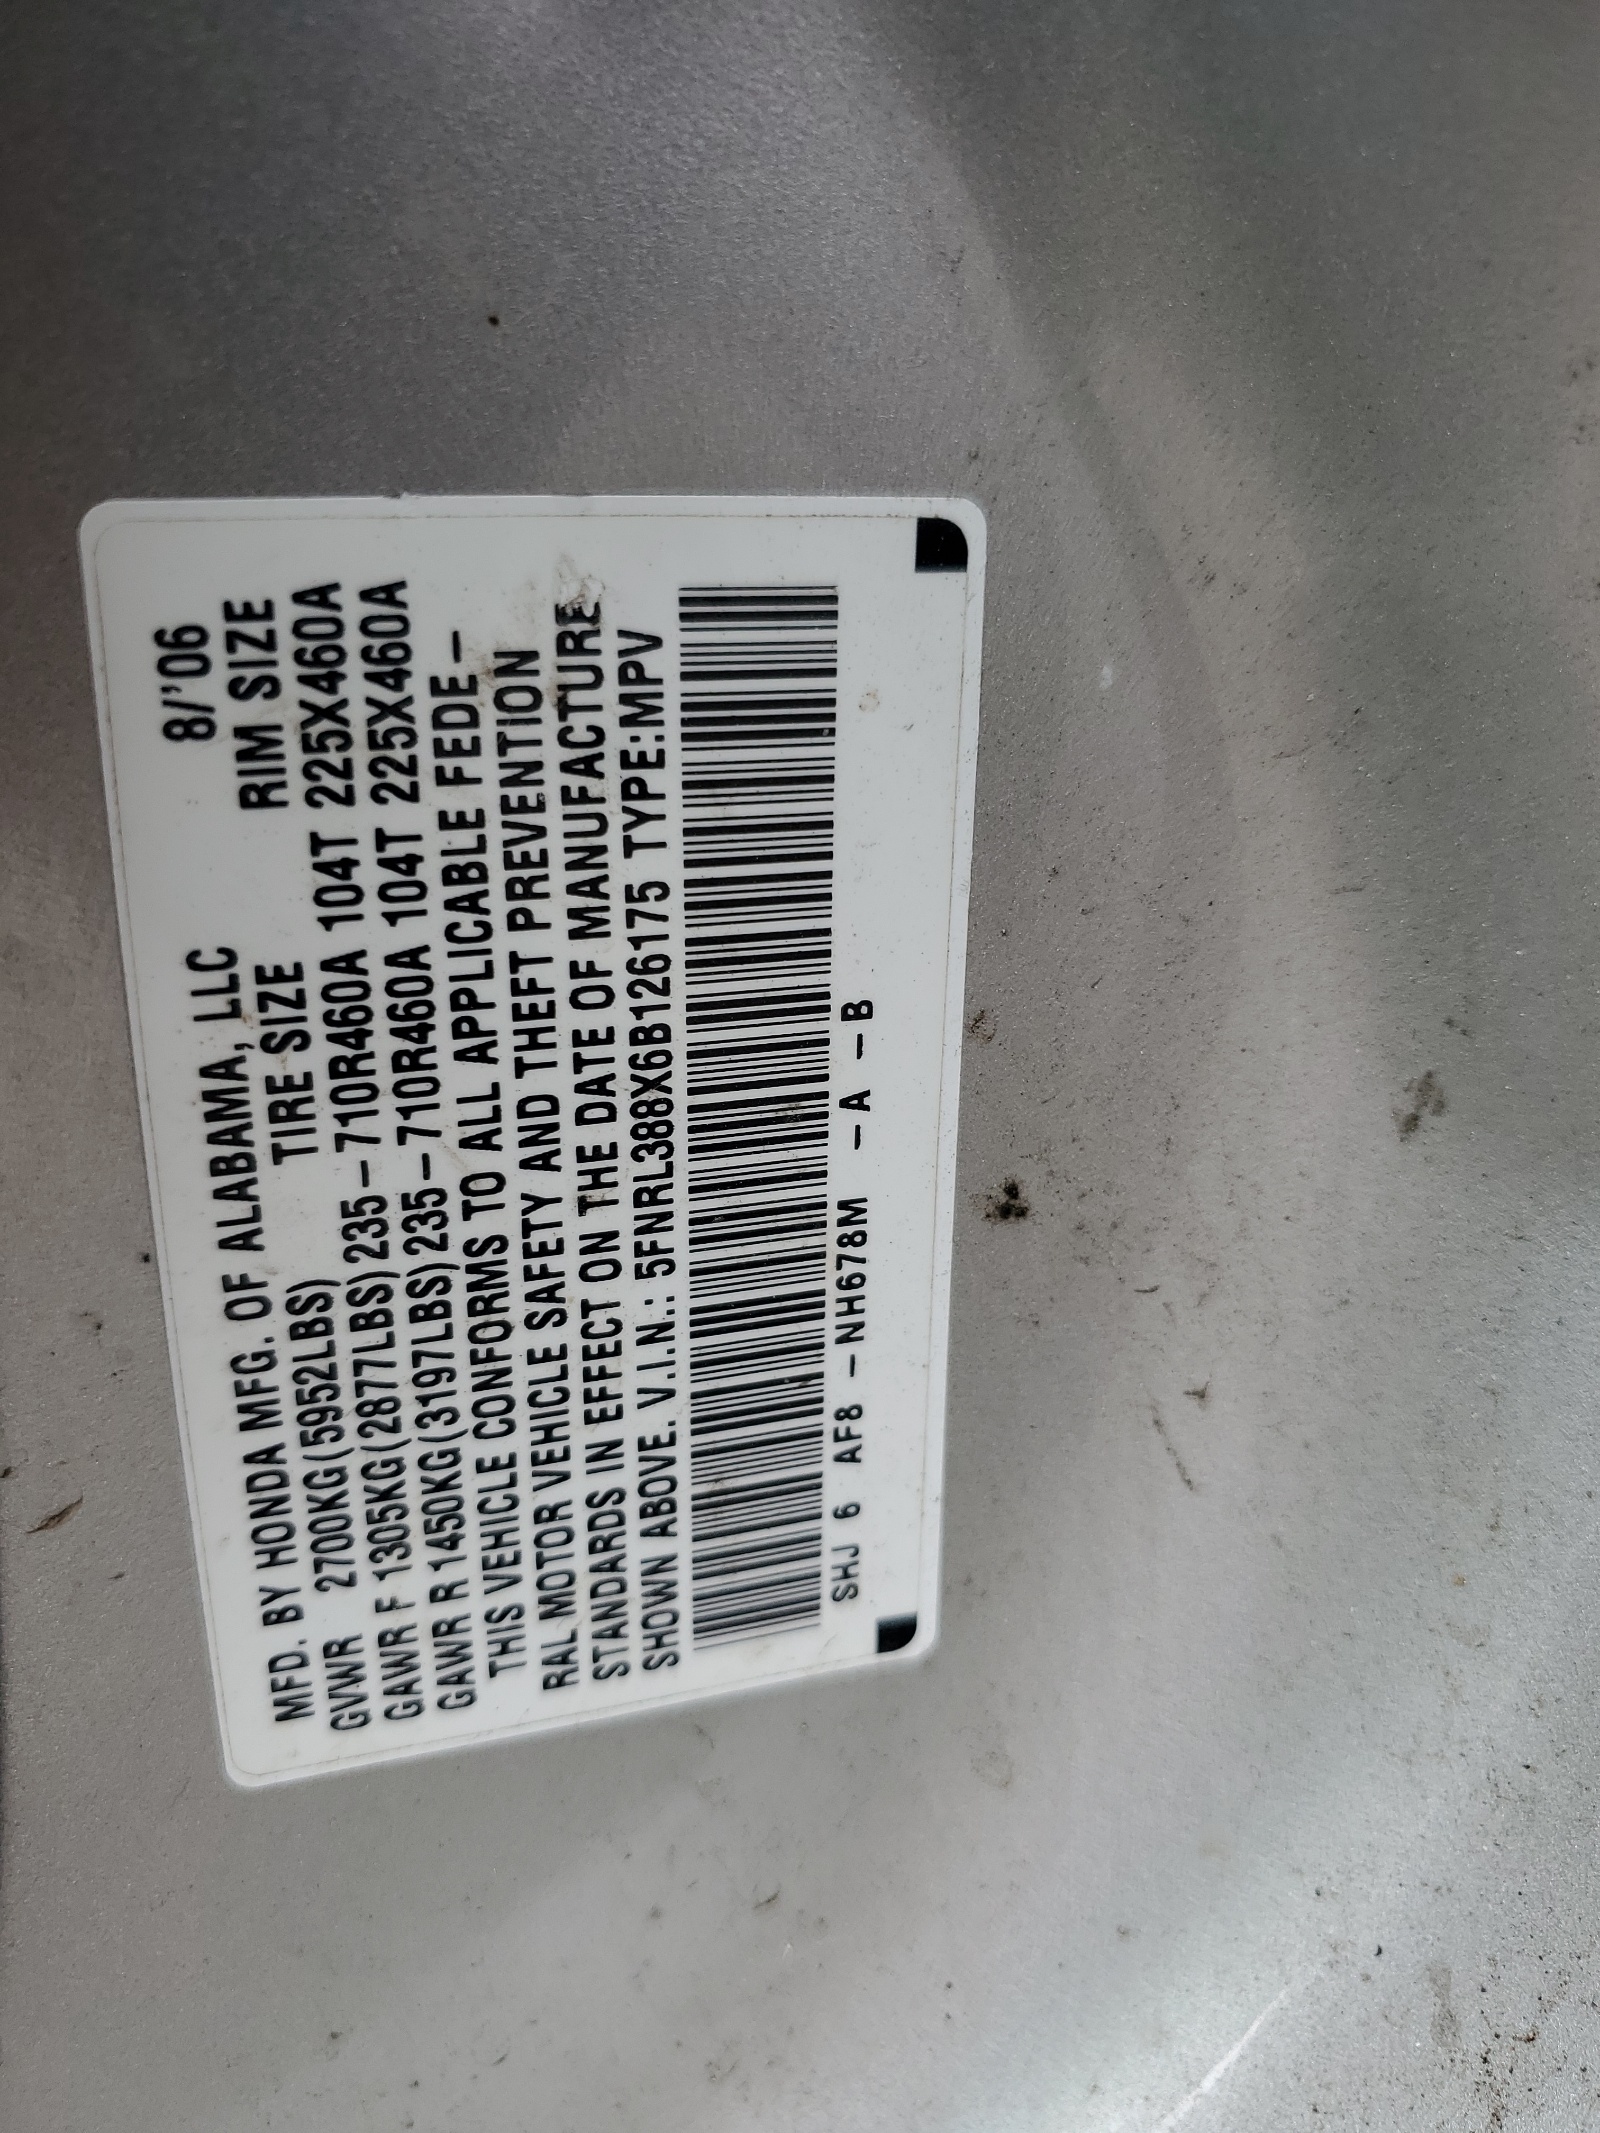 MFD. BY HONDA MFG. OF ALABAMA, LLC 8/'06
GVWR 2700KG(5952LBS) TIRE SIZE RIM SIZE
GAWR F 1305KG(2877LBS)235-710R460A 104T 225X460A
GAWR R 1450KG(3197LBS)235-710R460A 104T 225X460A
THIS VEHICLE CONFORMS TO ALL APPLICABLE FEDE-
RAL MOTOR VEHICLE SAFETY AND THEFT PREVENTION
STANDARDS IN EFFECT ON THE DATE OF MANUFACTURE
SHOWN ABOVE. V.I.N.: 5FNRL388X6B126175 TYPE:MPV
SHJ 6 AF8 -NH678M -A -B